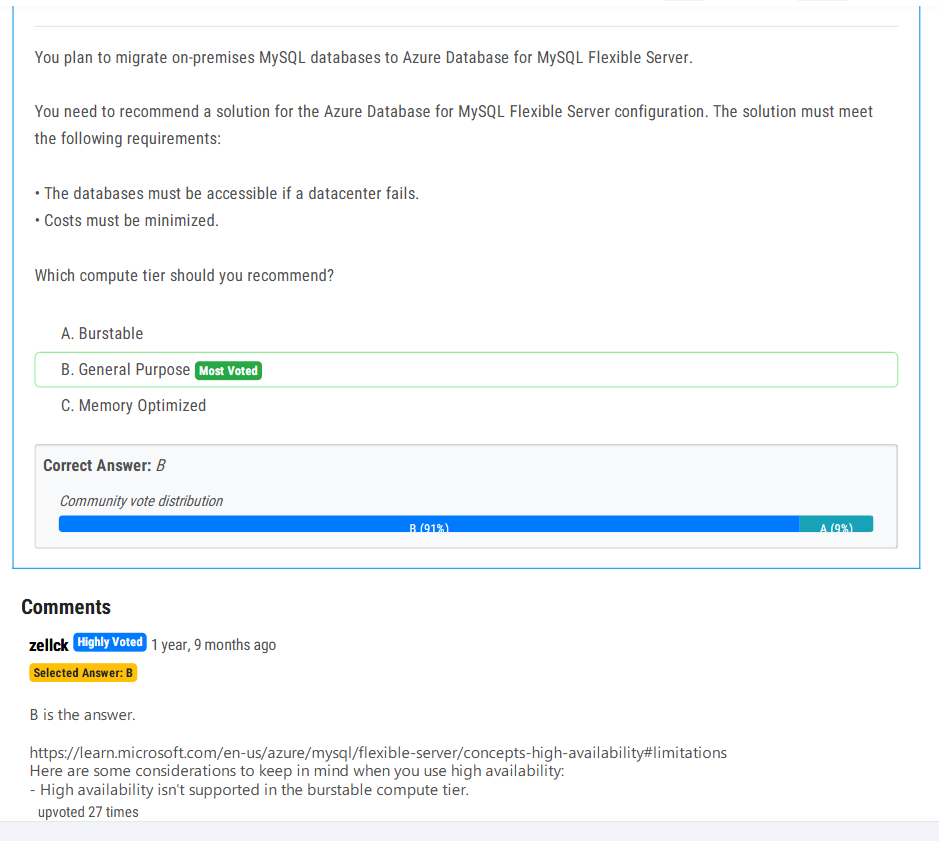 You plan to migrate on-premises MySQL databases to Azure Database for MySQL Flexible Server.
You need to recommend a solution for the Azure Database for MySQL Flexible Server configuration. The solution must meet
the following requirements:
• The databases must be accessible if a datacenter fails.
• Costs must be minimized.
Which compute tier should you recommend?
A. Burstable
B. General Purpose Most Voted
C. Memory Optimized
Correct Answer: B
Community vote distribution
B (91%) A (9%)
Comments
zellck Highly Voted 1 year, 9 months ago
Selected Answer: B
B is the answer.
https://learn.microsoft.com/en-us/azure/mysql/flexible-server/concepts-high-availability#limitations
Here are some considerations to keep in mind when you use high availability:
- High availability isn't supported in the burstable compute tier.
upvoted 27 times